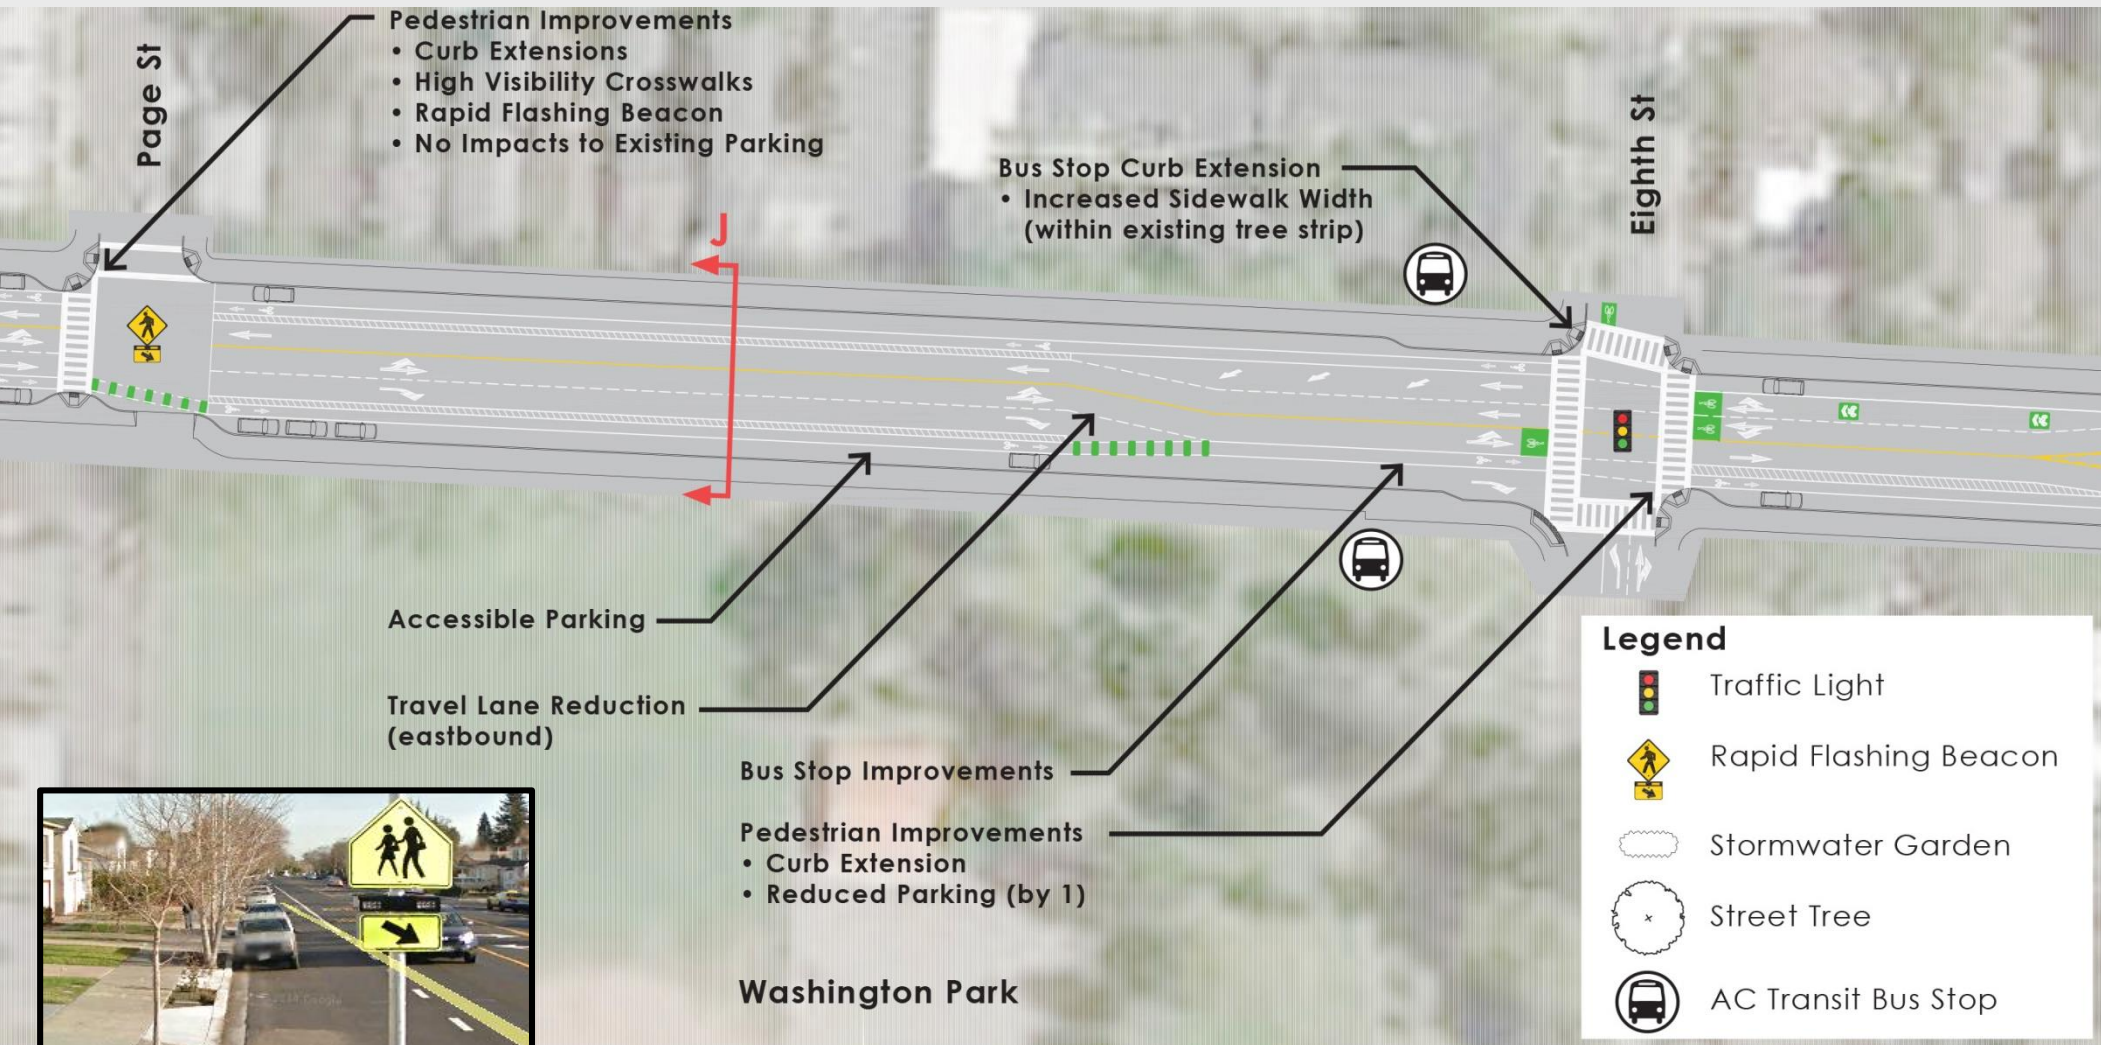 Pedestrian Improvements
• Curb Extensions
• High Visibility Crosswalks
• Rapid Flashing Beacon
• No Impacts to Existing Parking
Page St
Bus Stop Curb Extension
• Increased Sidewalk Width
(within existing tree strip)
Eighth St
J
Accessible Parking
Travel Lane Reduction
(eastbound)
Bus Stop Improvements
Pedestrian Improvements
• Curb Extension
• Reduced Parking (by 1)
Washington Park
Legend
Traffic Light
Rapid Flashing Beacon
Stormwater Garden
Street Tree
AC Transit Bus Stop